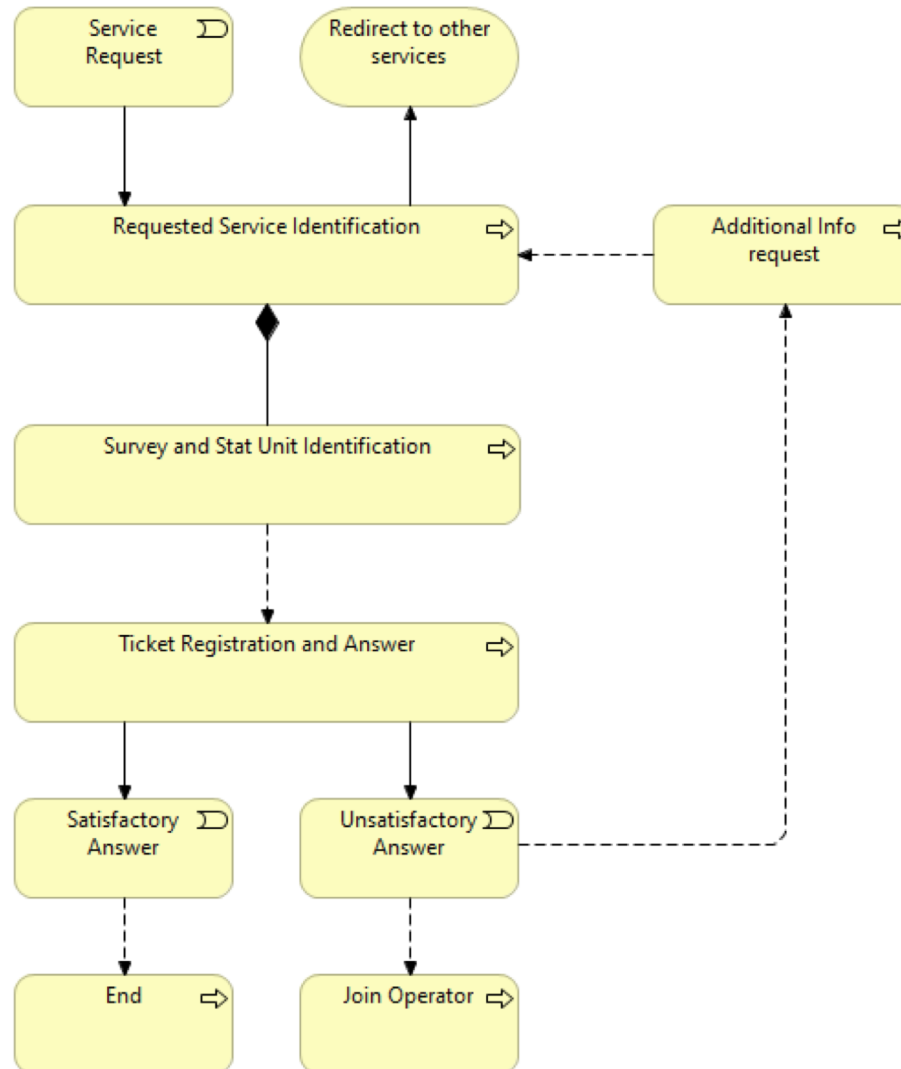 Service
Request
Redirect to other
services
Requested Service Identification
Additional Info
request
Survey and Stat Unit Identification
Ticket Registration and Answer
Satisfactory
Answer
Unsatisfactory
Answer
End
Join Operator